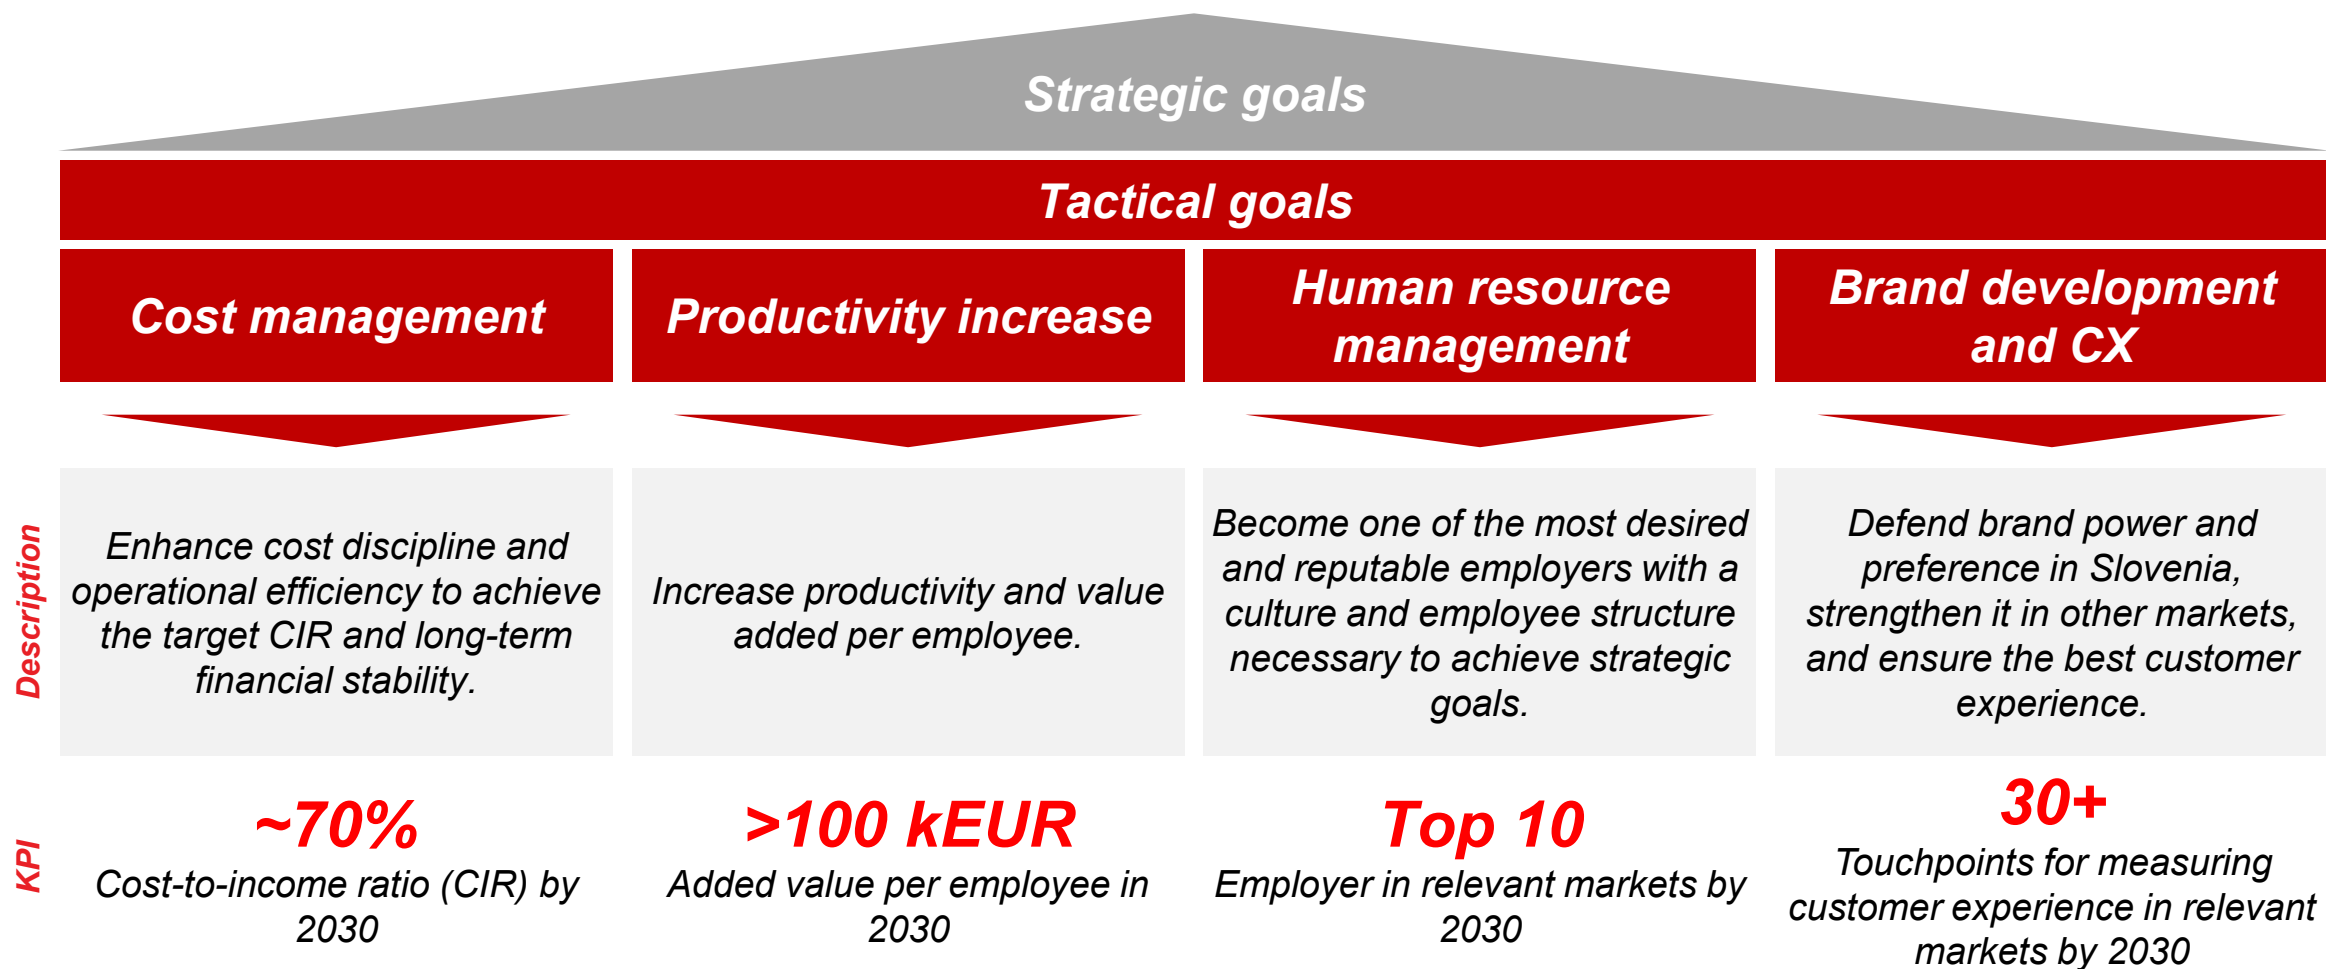 Strategic goals
Tactical goals
Cost management
Productivity increase
Human resource
management
Brand development
and CX
Description
Enhance cost discipline and
operational efficiency to achieve
the target CIR and long-term
financial stability.
Increase productivity and value
added per employee.
Become one of the most desired
and reputable employers with a
culture and employee structure
necessary to achieve strategic
goals.
Defend brand power and
preference in Slovenia,
strengthen it in other markets,
and ensure the best customer
experience.
KPI
~70%
Cost-to-income ratio (CIR) by
2030
>100 kEUR
Added value per employee in
2030
Top 10
Employer in relevant markets by
2030
30+
Touchpoints for measuring
customer experience in relevant
markets by 2030